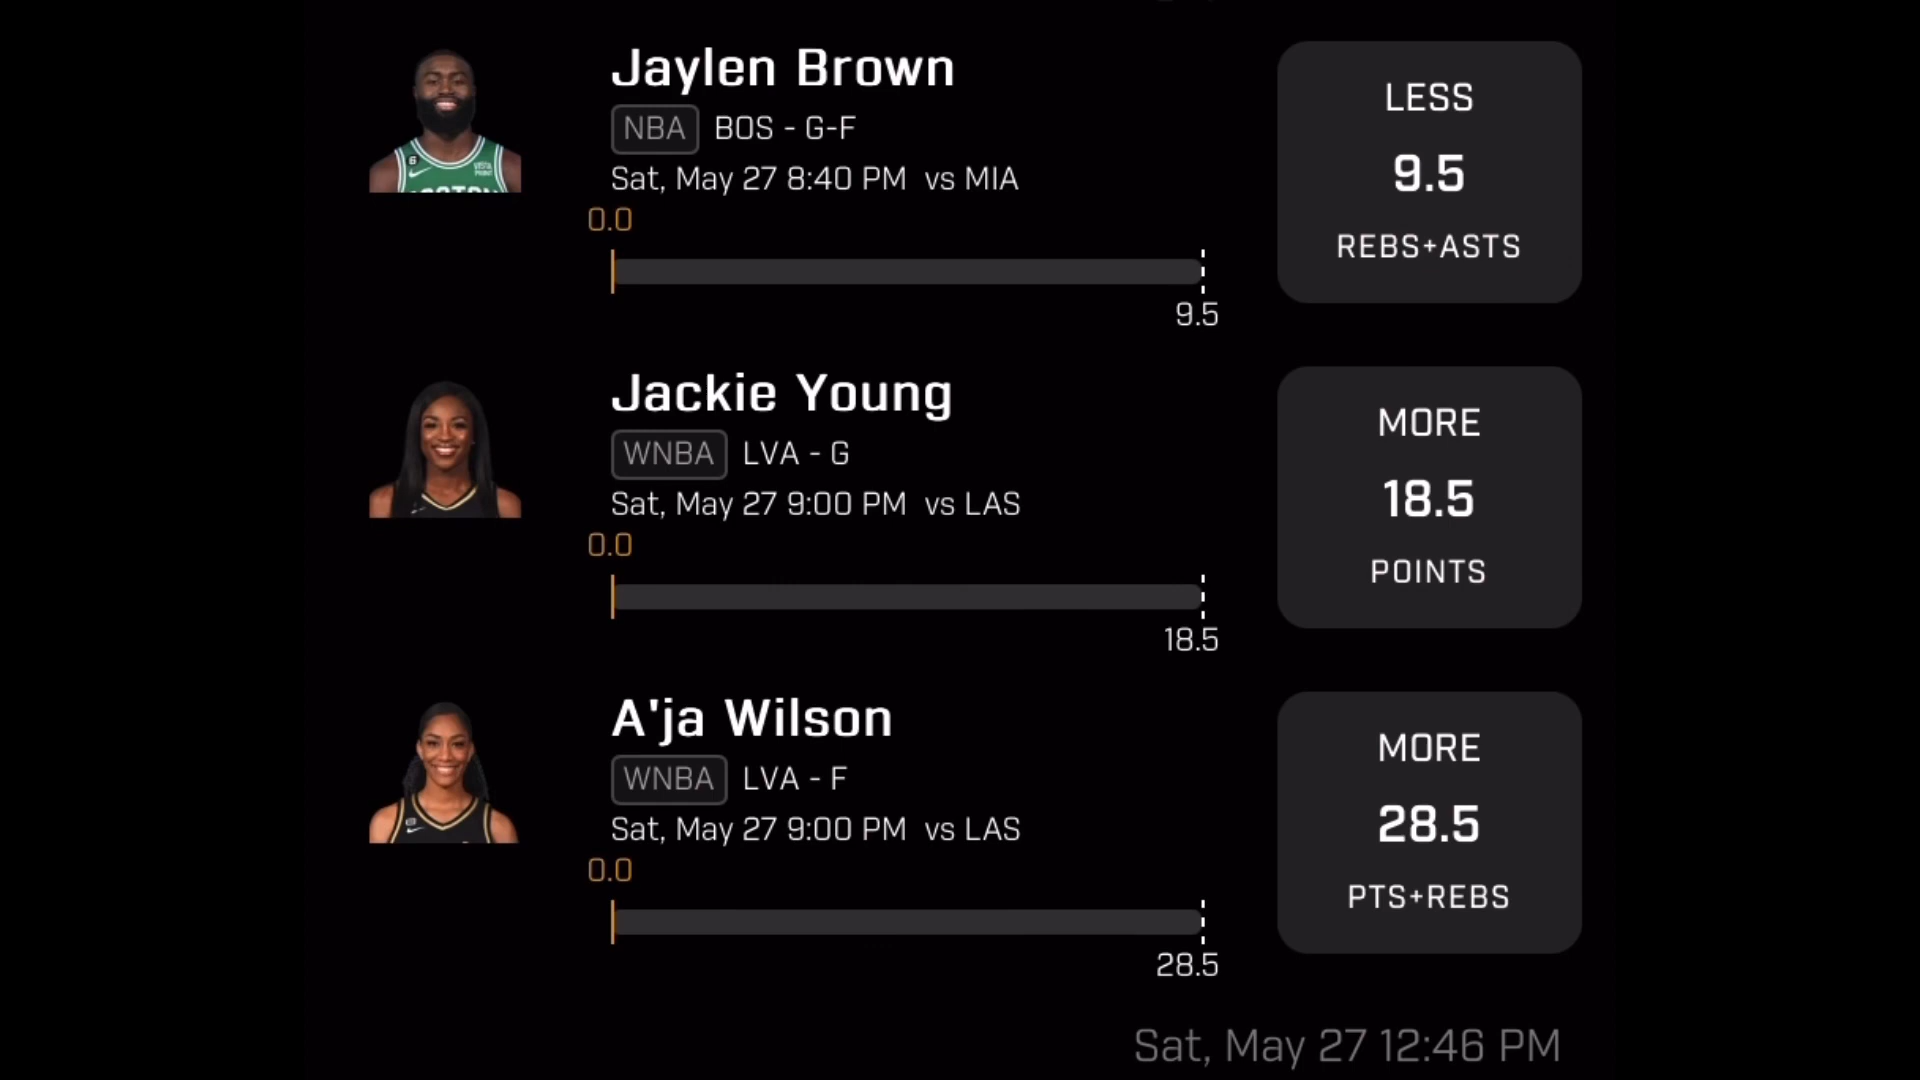 Jaylen Brown
NBA BOS - G-F
Sat, May 27 8:40 PM vs MIA
0.0
9.5
LESS
9.5
REBS+ASTS
Jackie Young
WNBA LVA - G
Sat, May 27 9:00 PM vs LAS
0.0
18.5
MORE
18.5
POINTS
A'ja Wilson
WNBA LVA - F
Sat, May 27 9:00 PM vs LAS
0.0
28.5
MORE
28.5
PTS+REBS
Sat, May 27 12:46 PM